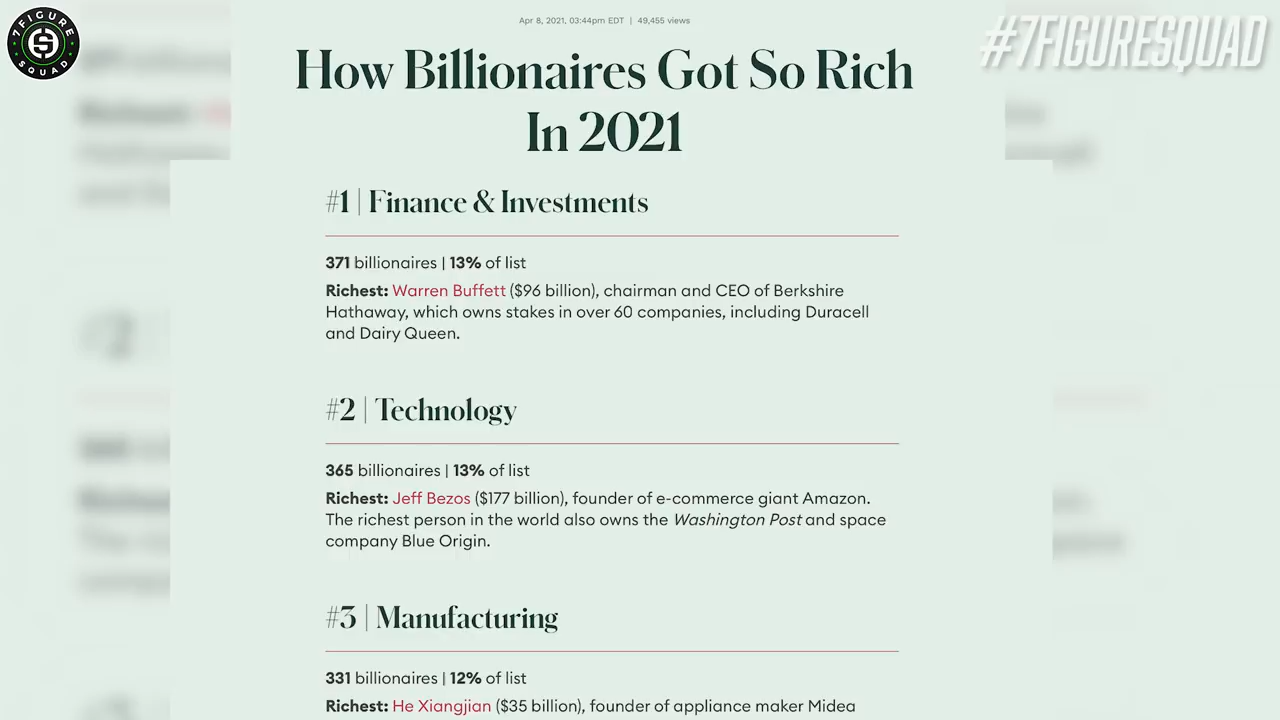 Apr 8, 2021, 03:44pm EDT | 49,455 views
7FIGURE
SQUAD
#7FIGURESQUAD
How Billionaires Got So Rich
In 2021
#1 | Finance & Investments
371 billionaires | 13% of list
Richest: Warren Buffett ($96 billion), chairman and CEO of Berkshire
Hathaway, which owns stakes in over 60 companies, including Duracell
and Dairy Queen.
#2 | Technology
365 billionaires | 13% of list
Richest: Jeff Bezos ($177 billion), founder of e-commerce giant Amazon.
The richest person in the world also owns the Washington Post and space
company Blue Origin.
#3 | Manufacturing
331 billionaires | 12% of list
Richest: He Xiangjian ($35 billion), founder of appliance maker Midea